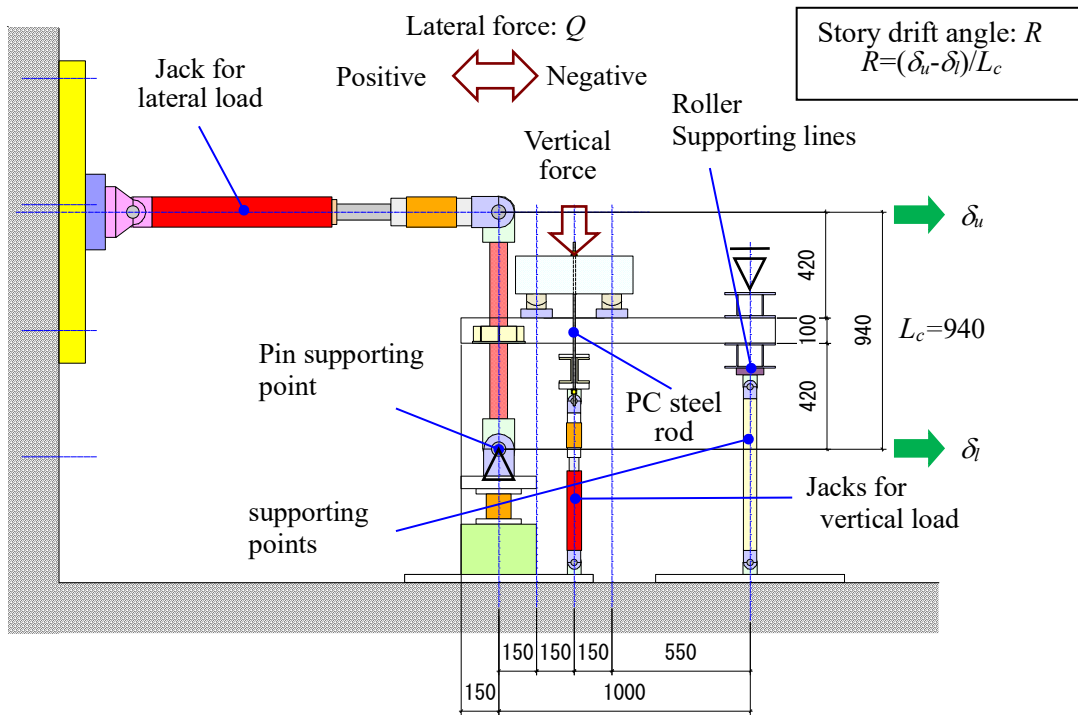 Lateral force: Q
Positive
Negative
Story drift angle: R
R=(δu-δl)/Lc
Jack for
lateral load
Vertical
force
Roller
Supporting lines
δu
420
100
940
Lc=940
420
Pin supporting
point
PC steel
rod
δl
supporting
points
Jacks for
vertical load
150
150
150
550
150
1000